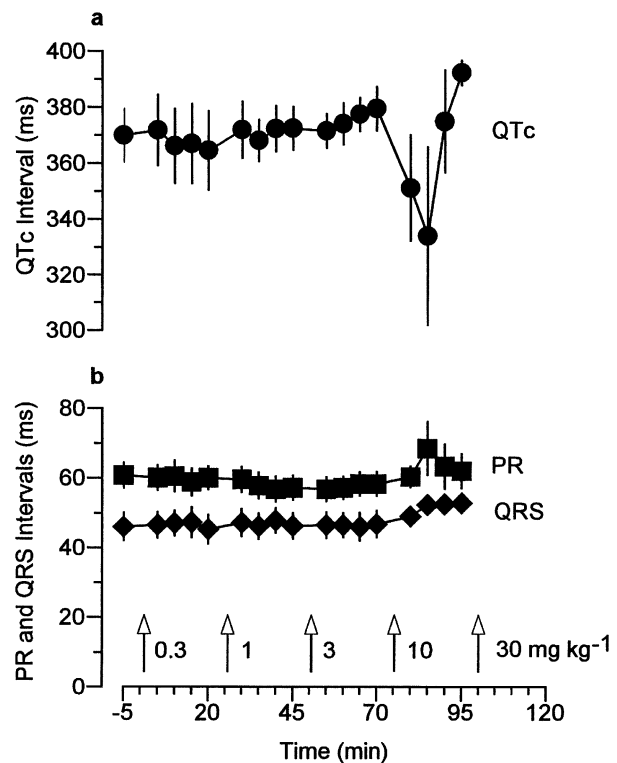 a
400
380
360
340
320
300
QTc Interval (ms)
QTc
b
80
60
40
20
0
PR and QRS Intervals (ms)
PR
QRS
0.3 1 3 10 30 mg kg-1
-5 20 45 70 95 120
Time (min)